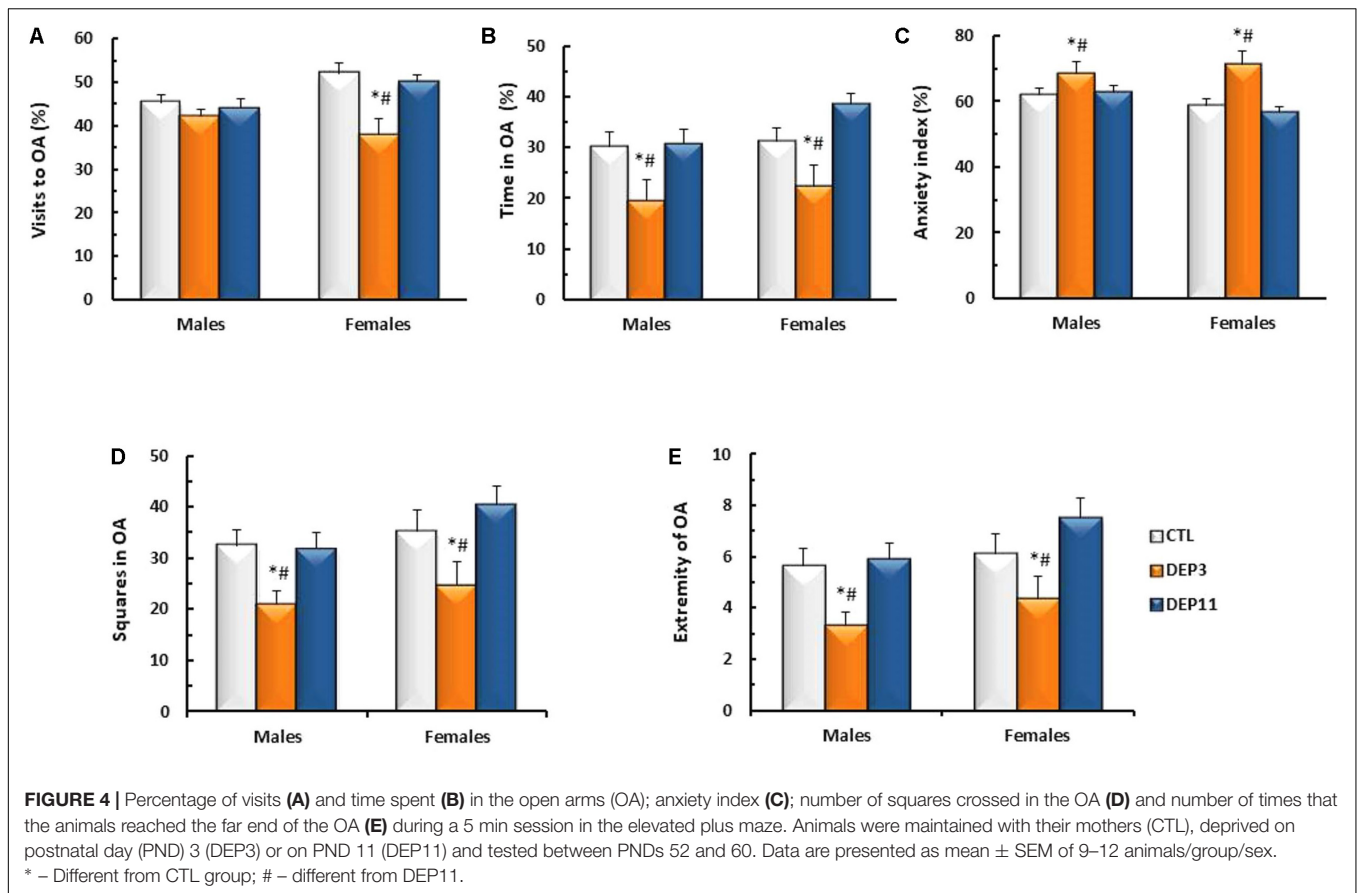 A
Visits to OA (%)
60
50
40
30
20
10
0
*#
Males
Females
B
Time in OA (%)
50
40
30
20
10
0
*#
*#
Males
Females
C
Anxiety index (%)
80
60
40
20
0
*#
*#
Males
Females
D
Squares in OA
50
40
30
20
10
0
*#
*#
Males
Females
E
Extremity of OA
10
8
6
4
2
0
*#
*#
Males
Females
CTL
DEP3
DEP11
FIGURE 4 | Percentage of visits (A) and time spent (B) in the open arms (OA); anxiety index (C); number of squares crossed in the OA (D) and number of times that
the animals reached the far end of the OA (E) during a 5 min session in the elevated plus maze. Animals were maintained with their mothers (CTL), deprived on
postnatal day (PND) 3 (DEP3) or on PND 11 (DEP11) and tested between PNDs 52 and 60. Data are presented as mean ± SEM of 9–12 animals/group/sex.
* – Different from CTL group; # – different from DEP11.